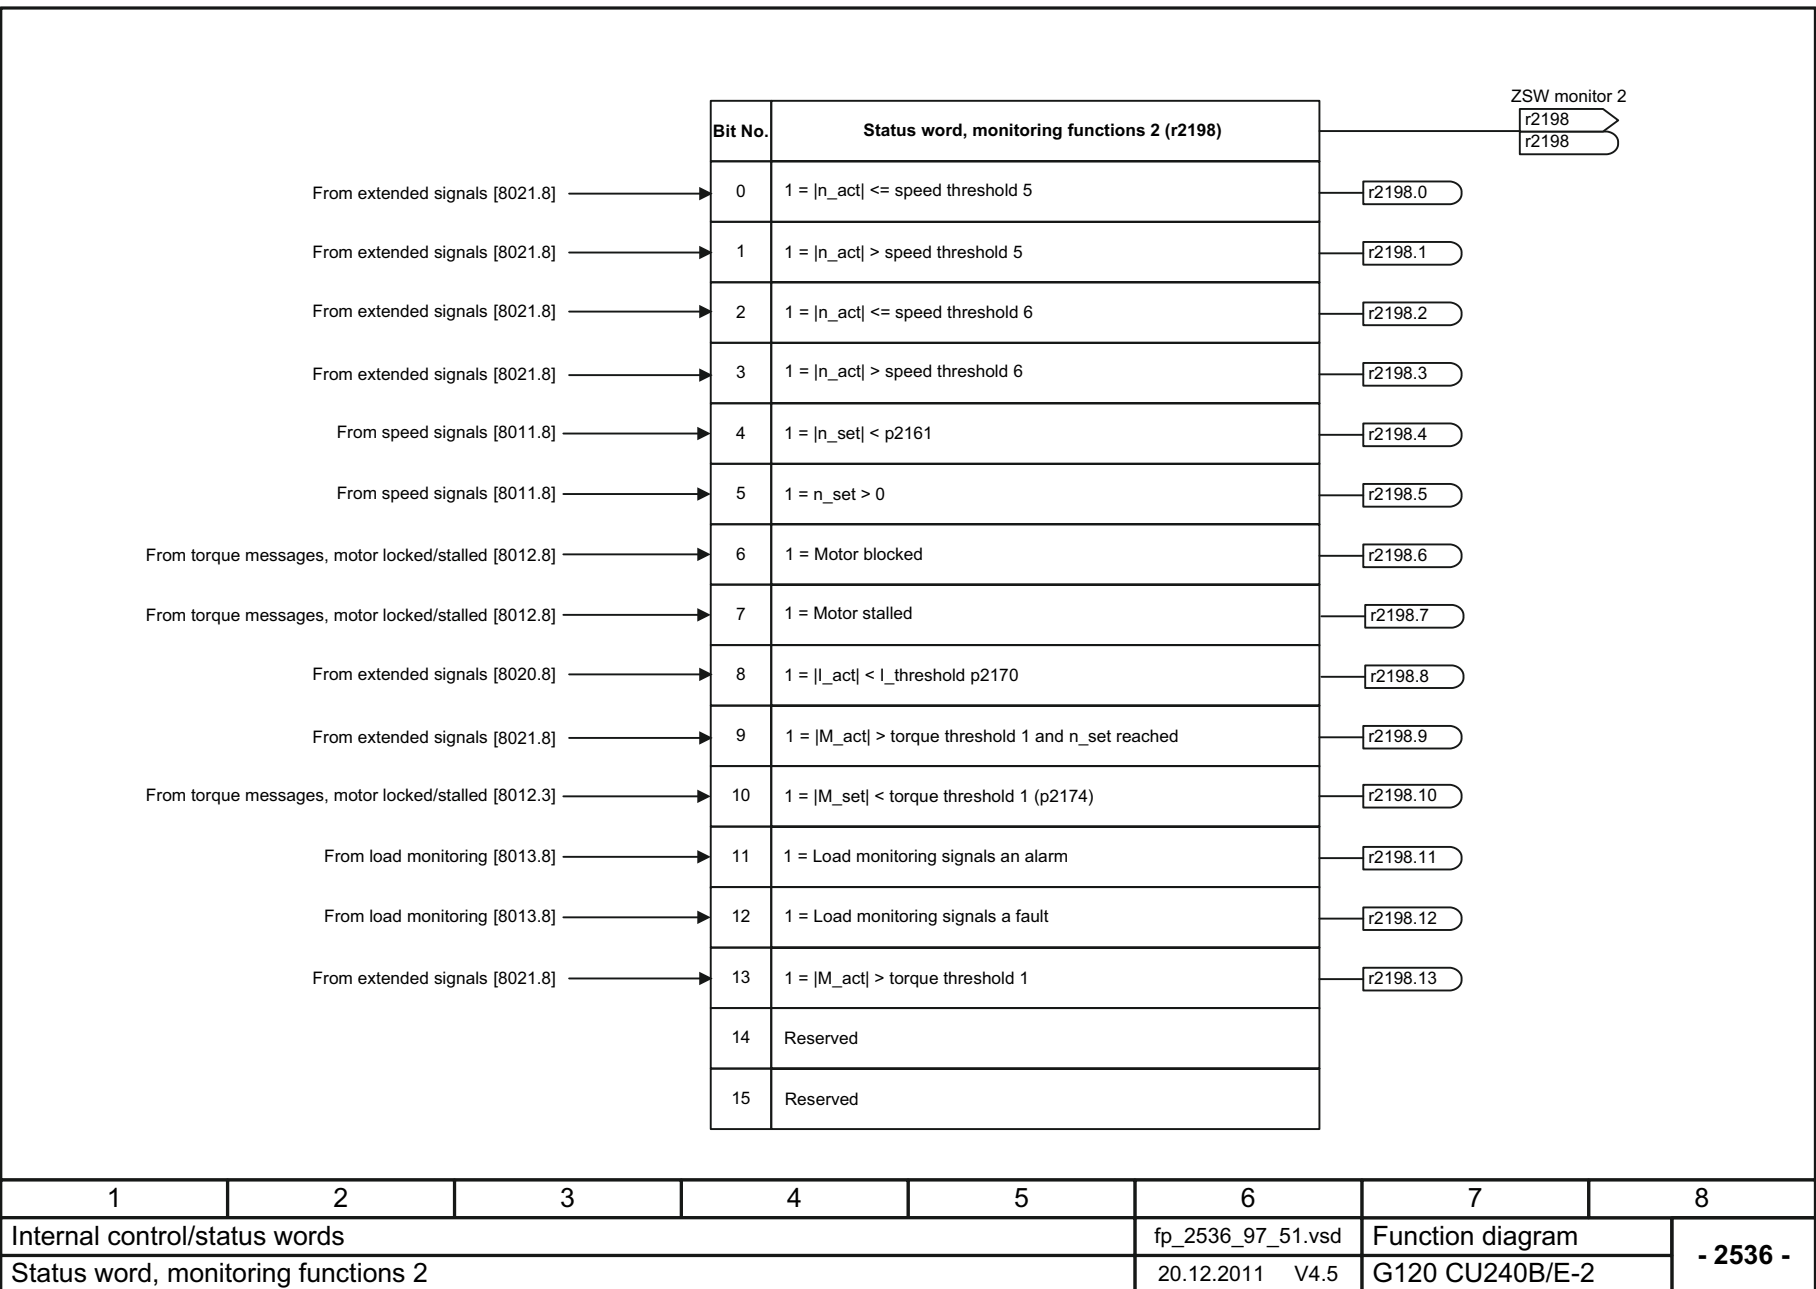 ZSW monitor 2
Bit No. Status word, monitoring functions 2 (r2198) r2198
r2198
From extended signals [8021.8] 0 1 = |n_act| <= speed threshold 5 r2198.0
From extended signals [8021.8] 1 1 = |n_act| > speed threshold 5 r2198.1
From extended signals [8021.8] 2 1 = |n_act| <= speed threshold 6 r2198.2
From extended signals [8021.8] 3 1 = |n_act| > speed threshold 6 r2198.3
From speed signals [8011.8] 4 1 = |n_set| < p2161 r2198.4
From speed signals [8011.8] 5 1 = n_set > 0 r2198.5
From torque messages, motor locked/stalled [8012.8] 6 1 = Motor blocked r2198.6
From torque messages, motor locked/stalled [8012.8] 7 1 = Motor stalled r2198.7
From extended signals [8020.8] 8 1 = |I_act| < I_threshold p2170 r2198.8
From extended signals [8021.8] 9 1 = |M_act| > torque threshold 1 and n_set reached r2198.9
From torque messages, motor locked/stalled [8012.3] 10 1 = |M_set| < torque threshold 1 (p2174) r2198.10
From load monitoring [8013.8] 11 1 = Load monitoring signals an alarm r2198.11
From load monitoring [8013.8] 12 1 = Load monitoring signals a fault r2198.12
From extended signals [8021.8] 13 1 = |M_act| > torque threshold 1 r2198.13
14 Reserved
15 Reserved
1 2 3 4 5 6 7 8
Internal control/status words fp_2536_97_51.vsd Function diagram - 2536 -
Status word, monitoring functions 2 20.12.2011 V4.5 G120 CU240B/E-2